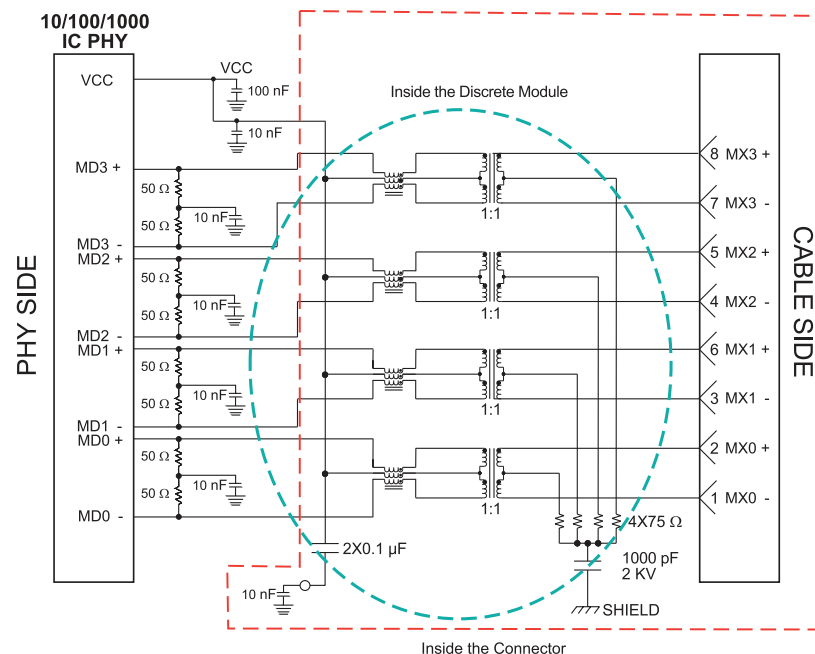 10/100/1000
IC PHY
VCC
VCC
100 nF
10 nF
Inside the Discrete Module
MD3 +
50 Ω
50 Ω
10 nF
MD3 -
MD2 +
50 Ω
50 Ω
10 nF
MD2 -
MD1 +
50 Ω
50 Ω
10 nF
MD1 -
MD0 +
50 Ω
50 Ω
10 nF
MD0 -
PHY SIDE
1:1
1:1
1:1
1:1
8 MX3 +
7 MX3 -
5 MX2 +
4 MX2 -
6 MX1 +
3 MX1 -
2 MX0 +
1 MX0 -
CABLE SIDE
4X75 Ω
2X0.1 µF
1000 pF
2 KV
10 nF
SHIELD
Inside the Connector